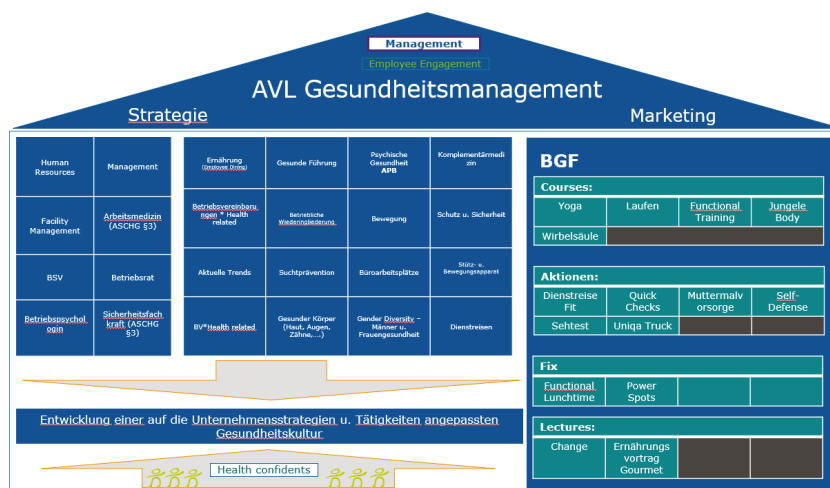 Management
Employee Engagement
AVL Gesundheitsmanagement
Strategie
Marketing
Human
Resources
Management
Facility
Management
Arbeitsmedizin
(ASCHG §3)
BSV
Betriebsrat
Betriebspsychol
ogin
Sicherheitsfach
kraft (ASCHG
§3)
Ernährung
(Employee Dining)
Gesunde Führung
Psychische
Gesundheit
APB
Komplementärmedi
zin
Betriebsvereinbaru
ngen * Health
related
Betriebliche
Wiedereingliederung
Bewegung
Schutz u. Sicherheit
Aktuelle Trends
Suchtprävention
Büroarbeitsplätze
Stütz- u.
Bewegungsapparat
BV*Health related
Gesunder Körper
(Haut, Augen,
Zähne,....)
Gender Diversity –
Männer u.
Frauengesundheit
Dienstreisen
Entwicklung einer auf die Unternehmensstrategien u. Tätigkeiten angepassten
Gesundheitskultur
Health confidents
BGF
Courses:
Yoga
Laufen
Functional
Training
Jungele
Body
Wirbelsäule
Aktionen:
Dienstreise
Fit
Quick
Checks
Muttermalv
orsorge
Self-
Defense
Sehtest
Uniqa Truck
Fix
Functional
Lunchtime
Power
Spots
Lectures:
Change
Ernährungs
vortrag
Gourmet